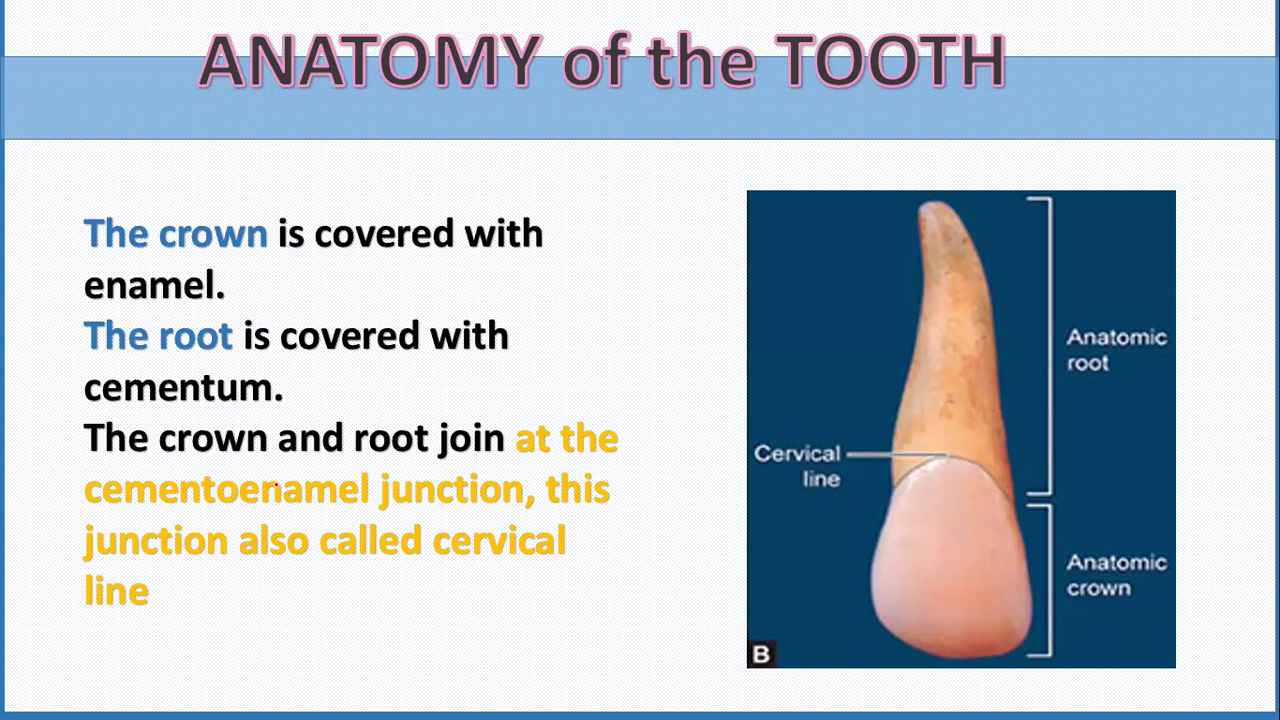 ANATOMY of the TOOTH
The crown is covered with
enamel.
The root is covered with
cementum.
The crown and root join at the
cementoenamel junction, this
junction also called cervical
line
Anatomic
root
Cervical
line
Anatomic
crown
B